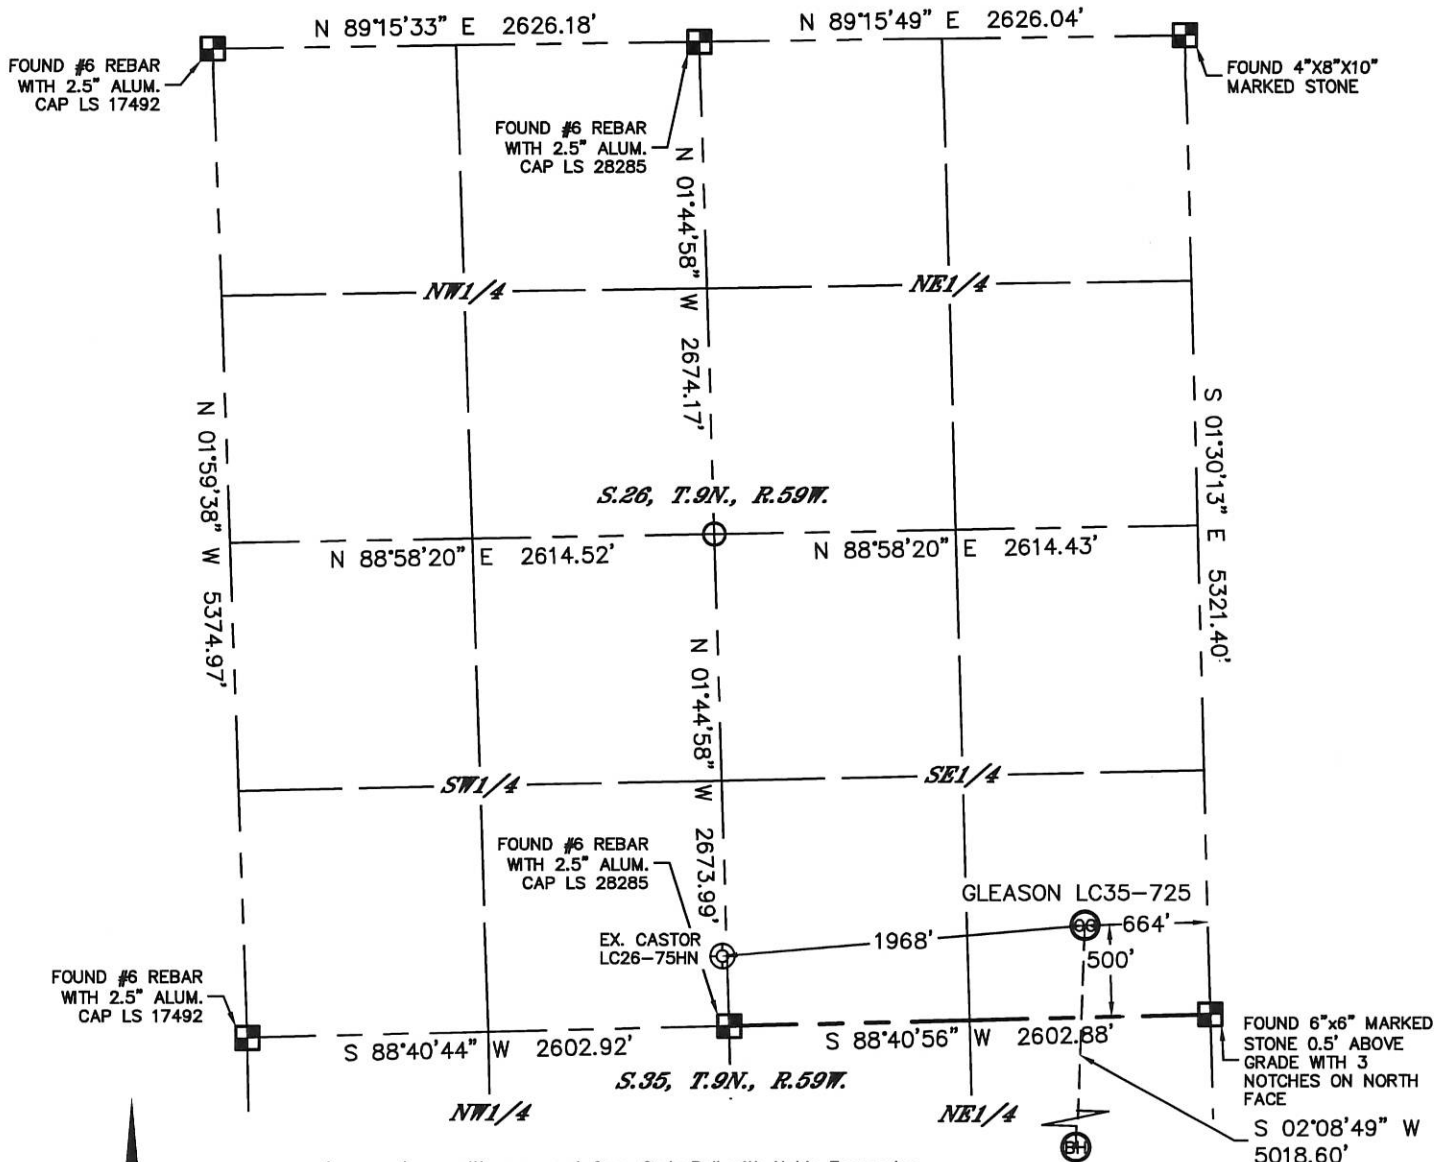 N 89°15'33" E 2626.18'
N 89°15'49" E 2626.04'
FOUND #6 REBAR
WITH 2.5" ALUM.
CAP LS 17492
FOUND #6 REBAR
WITH 2.5" ALUM.
CAP LS 28285
FOUND 4"X8"X10"
MARKED STONE
N 01°44'58" W 2674.17'
NW1/4
NE1/4
N 01°59'38" W 5374.97'
S 01°30'13" E 5321.40'
S.26, T.9N., R.59W.
N 88°58'20" E 2614.52'
N 88°58'20" E 2614.43'
N 01°44'58" W 2673.99'
SW1/4
SE1/4
FOUND #6 REBAR
WITH 2.5" ALUM.
CAP LS 28285
GLEASON LC35-725
1968'
664'
500'
EX. CASTOR
LC26-75HN
FOUND #6 REBAR
WITH 2.5" ALUM.
CAP LS 17492
S 88°40'44" W 2602.92'
S 88°40'56" W 2602.88'
FOUND 6"x6" MARKED
STONE 0.5' ABOVE
GRADE WITH 3
NOTCHES ON NORTH
FACE
S.35, T.9N., R.59W.
NW1/4
NE1/4
BH
S 02°08'49" W
5018.60'